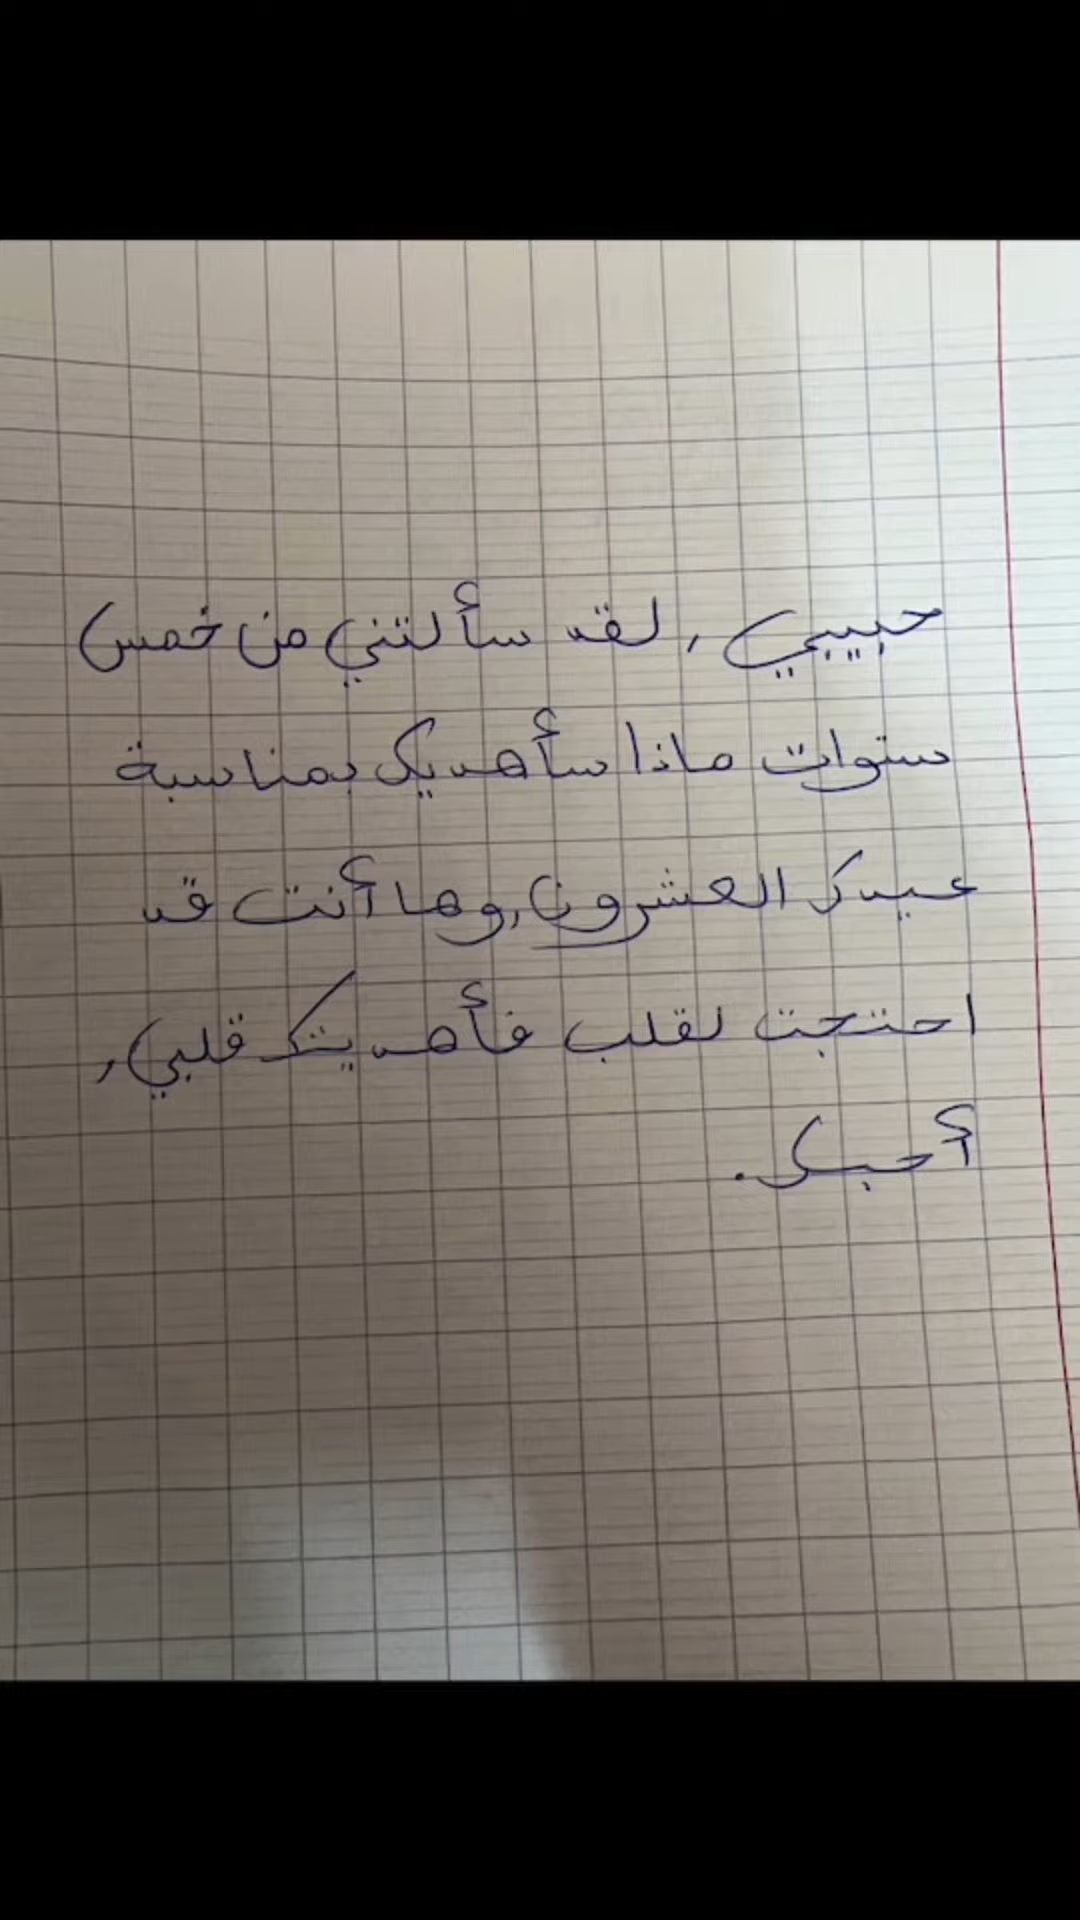 حبيبي, لقد سألتني من خمس
سنوات ماذا سأهديك بمناسبة
عيدك العشرون, وها أنت قد
احتجت لقلب فأهديتك قلبي,
أحبك.